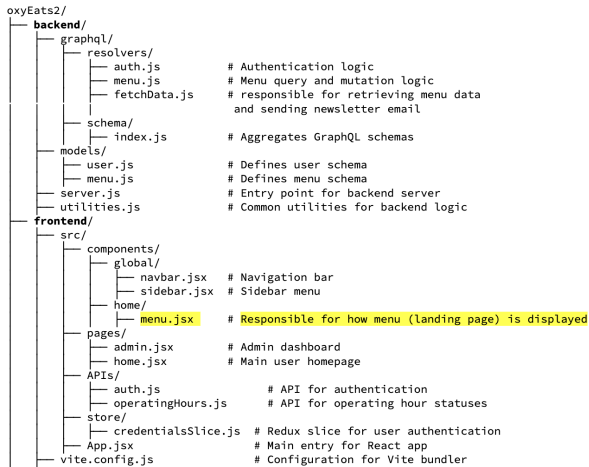 oxyEats2/
├── backend/
│   ├── graphql/
│   │   ├── resolvers/
│   │   │   ├── auth.js # Authentication logic
│   │   │   ├── menu.js # Menu query and mutation logic
│   │   │   ├── fetchData.js # responsible for retrieving menu data
│   │   │   │ and sending newsletter email
│   │   ├── schema/
│   │   │   ├── index.js # Aggregates GraphQL schemas
│   ├── models/
│   │   ├── user.js # Defines user schema
│   │   ├── menu.js # Defines menu schema
│   ├── server.js # Entry point for backend server
│   ├── utilities.js # Common utilities for backend logic
├── frontend/
│   ├── src/
│   │   ├── components/
│   │   │   ├── global/
│   │   │   │   ├── navbar.jsx # Navigation bar
│   │   │   │   ├── sidebar.jsx # Sidebar menu
│   │   │   ├── home/
│   │   │   │   ├── menu.jsx # Responsible for how menu (landing page) is displayed
│   │   ├── pages/
│   │   │   ├── admin.jsx # Admin dashboard
│   │   │   ├── home.jsx # Main user homepage
│   │   ├── APIs/
│   │   │   ├── auth.js # API for authentication
│   │   │   ├── operatingHours.js # API for operating hour statuses
│   │   ├── store/
│   │   │   ├── credentialsSlice.js # Redux slice for user authentication
│   │   ├── App.jsx # Main entry for React app
│   ├── vite.config.js # Configuration for Vite bundler